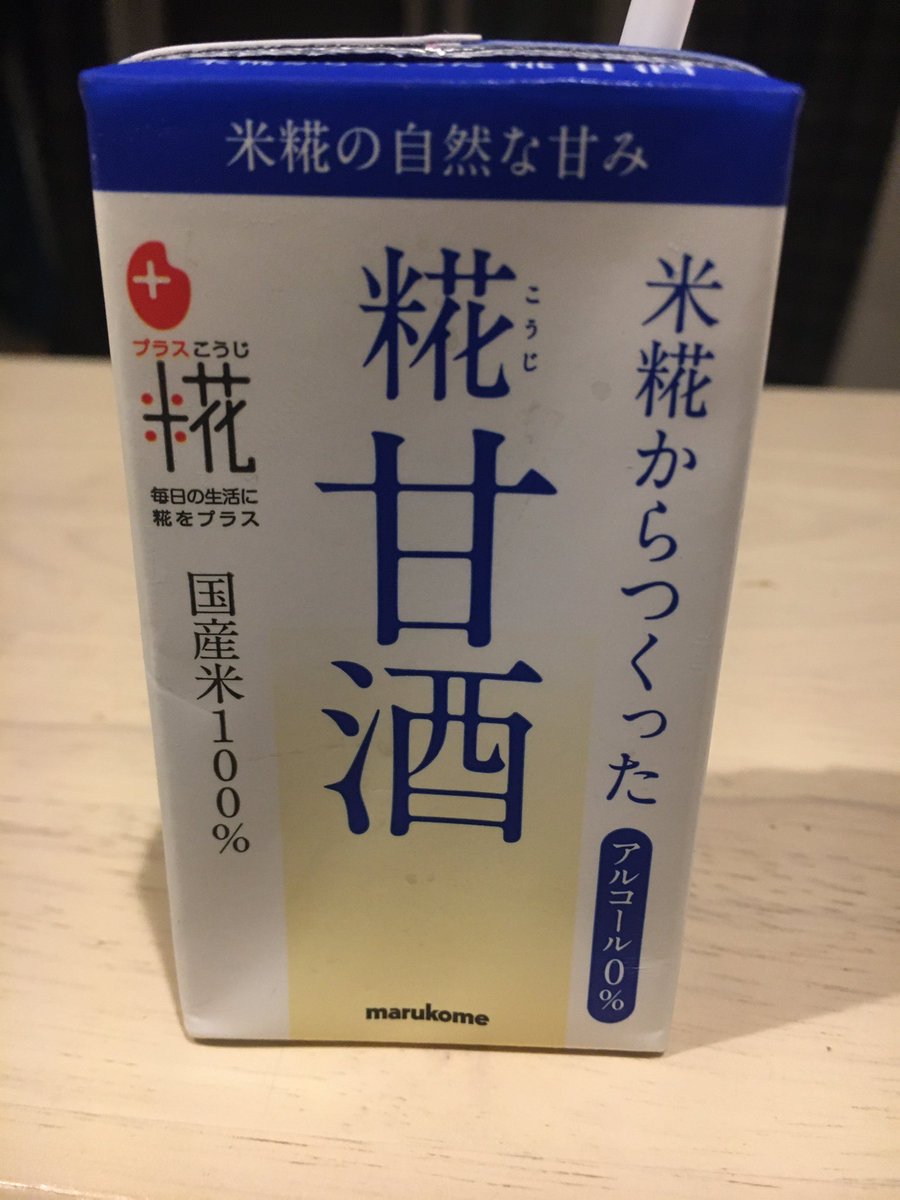 米糀の自然な甘み
米糀からつくった
アルコール0%
糀
こうじ
甘酒
プラスこうじ
糀
毎日の生活に
糀をプラス
国産米100%
marukome